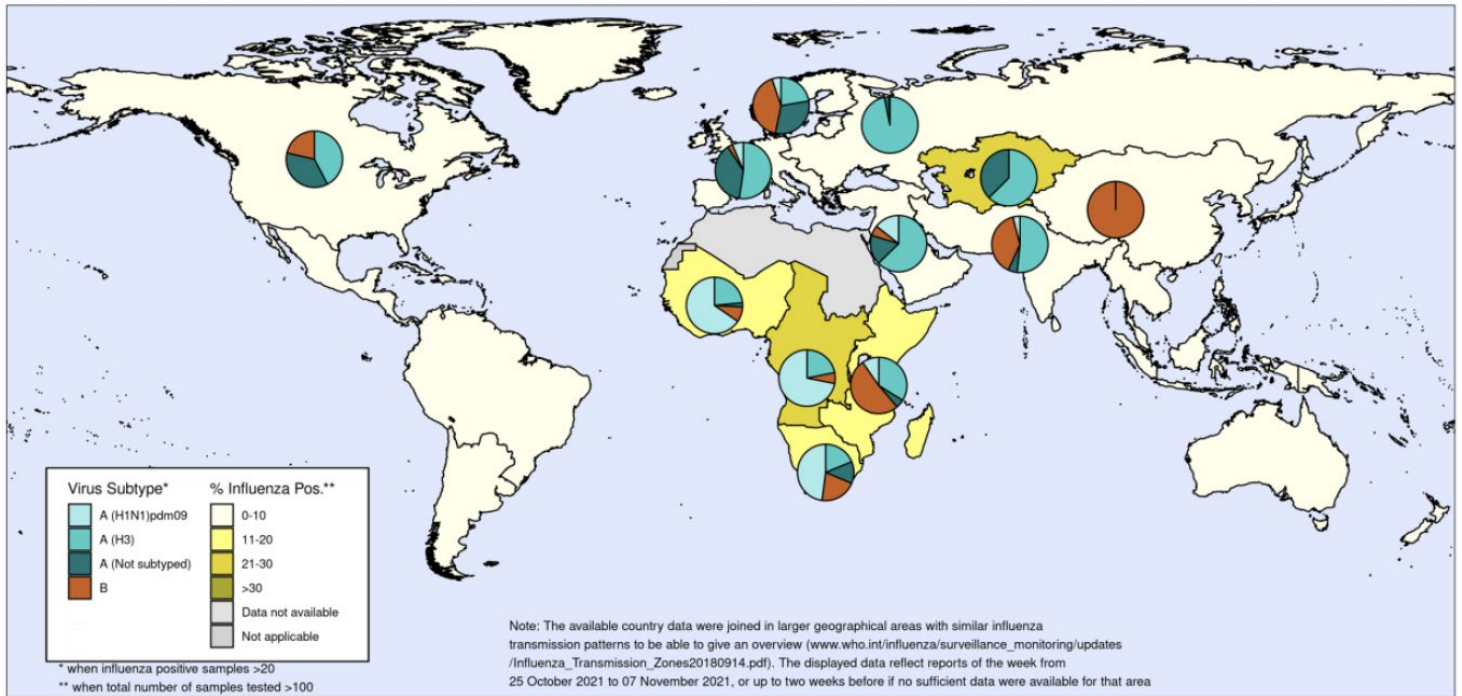 Virus Subtype*
A (H1N1)pdm09
A (H3)
A (Not subtyped)
B
% Influenza Pos.**
0-10
11-20
21-30
>30
Data not available
Not applicable
* when influenza positive samples >20
** when total number of samples tested >100
Note: The available country data were joined in larger geographical areas with similar influenza
transmission patterns to be able to give an overview (www.who.int/influenza/surveillance_monitoring/updates
/Influenza_Transmission_Zones20180914.pdf). The displayed data reflect reports of the week from
25 October 2021 to 07 November 2021, or up to two weeks before if no sufficient data were available for that area